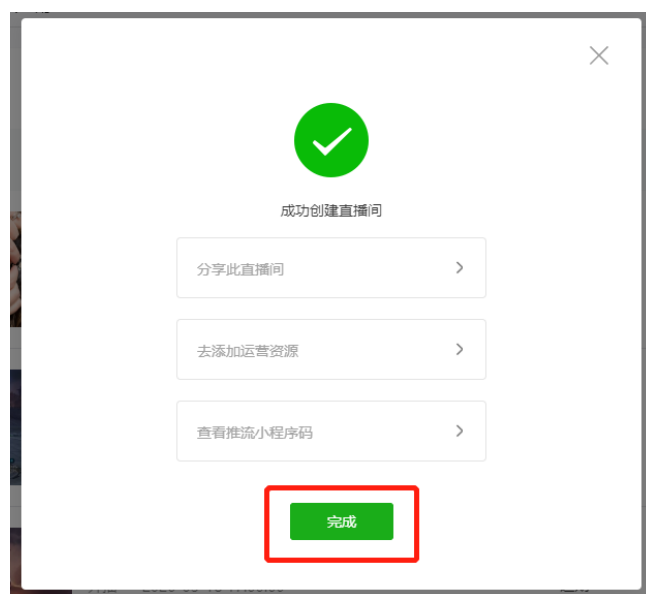 成功创建直播间
分享此直播间
去添加运营资源
查看推流小程序码
完成